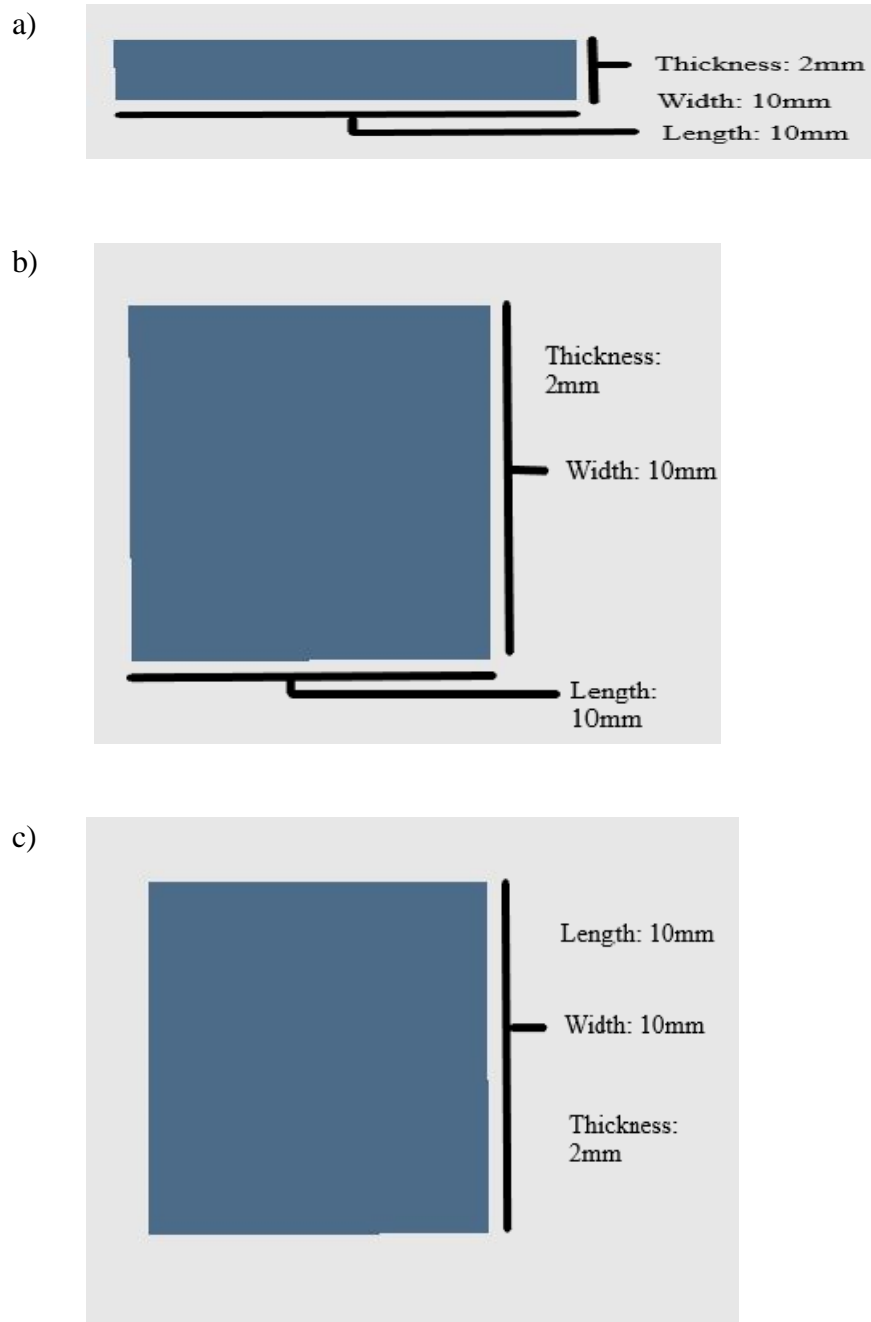 a)
Thickness: 2mm
Width: 10mm
Length: 10mm
b)
Thickness:
2mm
Width: 10mm
Length:
10mm
c)
Length: 10mm
Width: 10mm
Thickness:
2mm